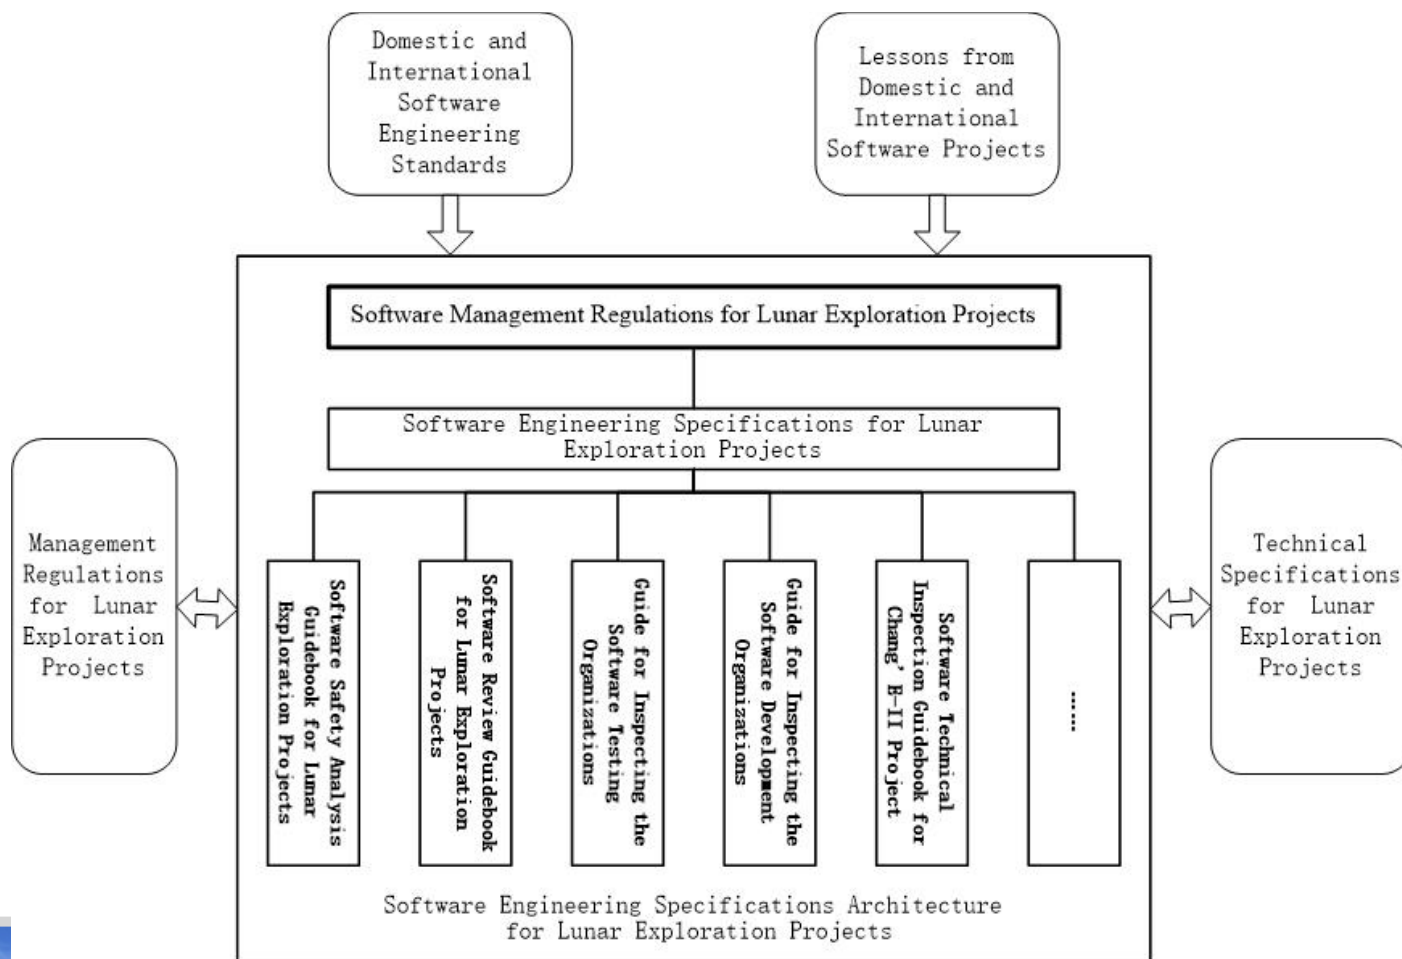 Domestic and
International
Software
Engineering
Standards
Lessons from
Domestic and
International
Software Projects
Software Management Regulations for Lunar Exploration Projects
Software Engineering Specifications for Lunar
Exploration Projects
Management
Regulations
for Lunar
Exploration
Projects
Software Safety Analysis
Guidebook for Lunar
Exploration Projects
Software Review Guidebook
for Lunar Exploration
Projects
Guide for Inspecting the
Software Testing
Organizations
Guide for Inspecting the
Software Development
Organizations
Software Technical
Inspection Guidebook for
Chang' E-II Project
......
Technical
Specifications
for Lunar
Exploration
Projects
Software Engineering Specifications Architecture
for Lunar Exploration Projects